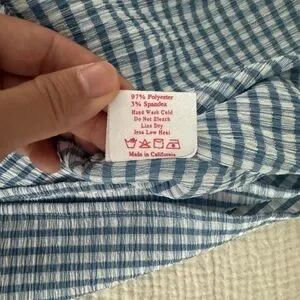 97% Polyester
3% Spandex
Hand Wash Cold
Do Not Bleach
Line Dry
Iron Low Heat
Made in California